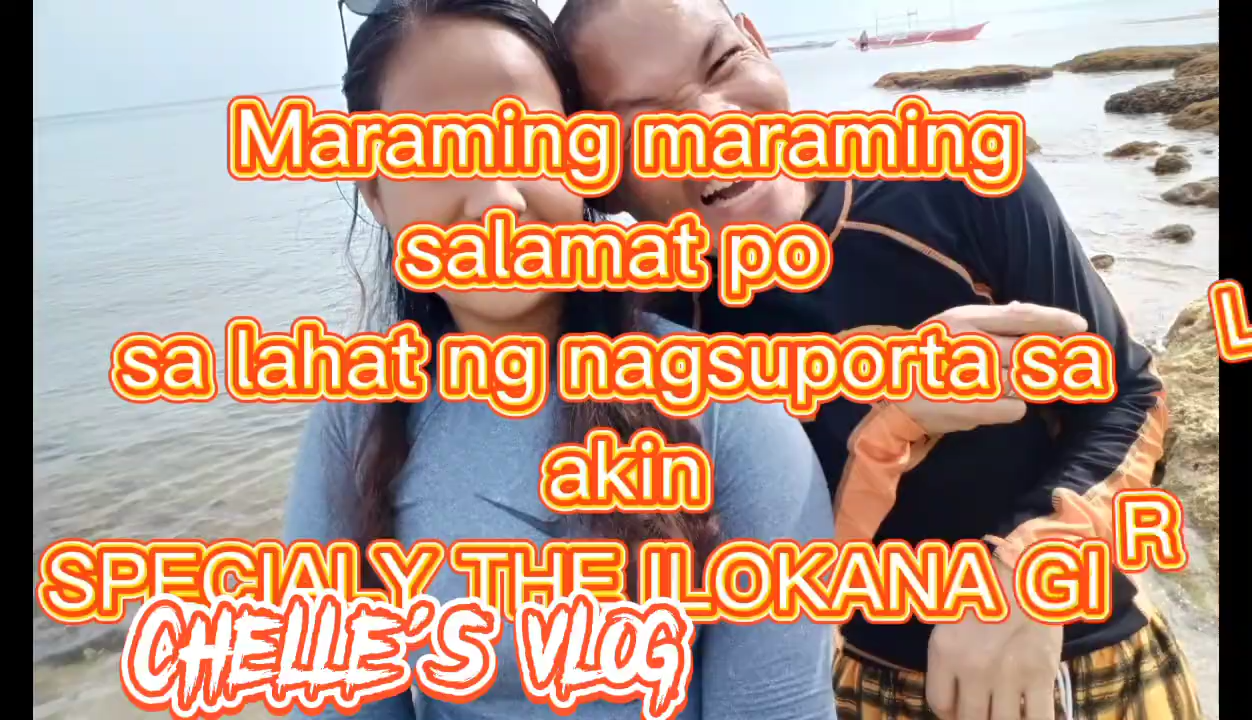 Maraming maraming
salamat po
sa lahat ng nagsuporta sa
akin
SPECIALY THE ILOKANA GI R L
CHELLE'S VLOG